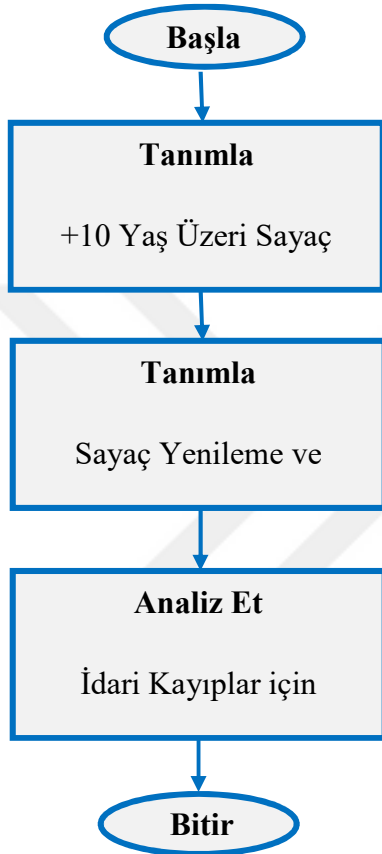 Başla
Tanımla
+10 Yaş Üzeri Sayaç
Tanımla
Sayaç Yenileme ve
Analiz Et
İdari Kayıplar için
Bitir